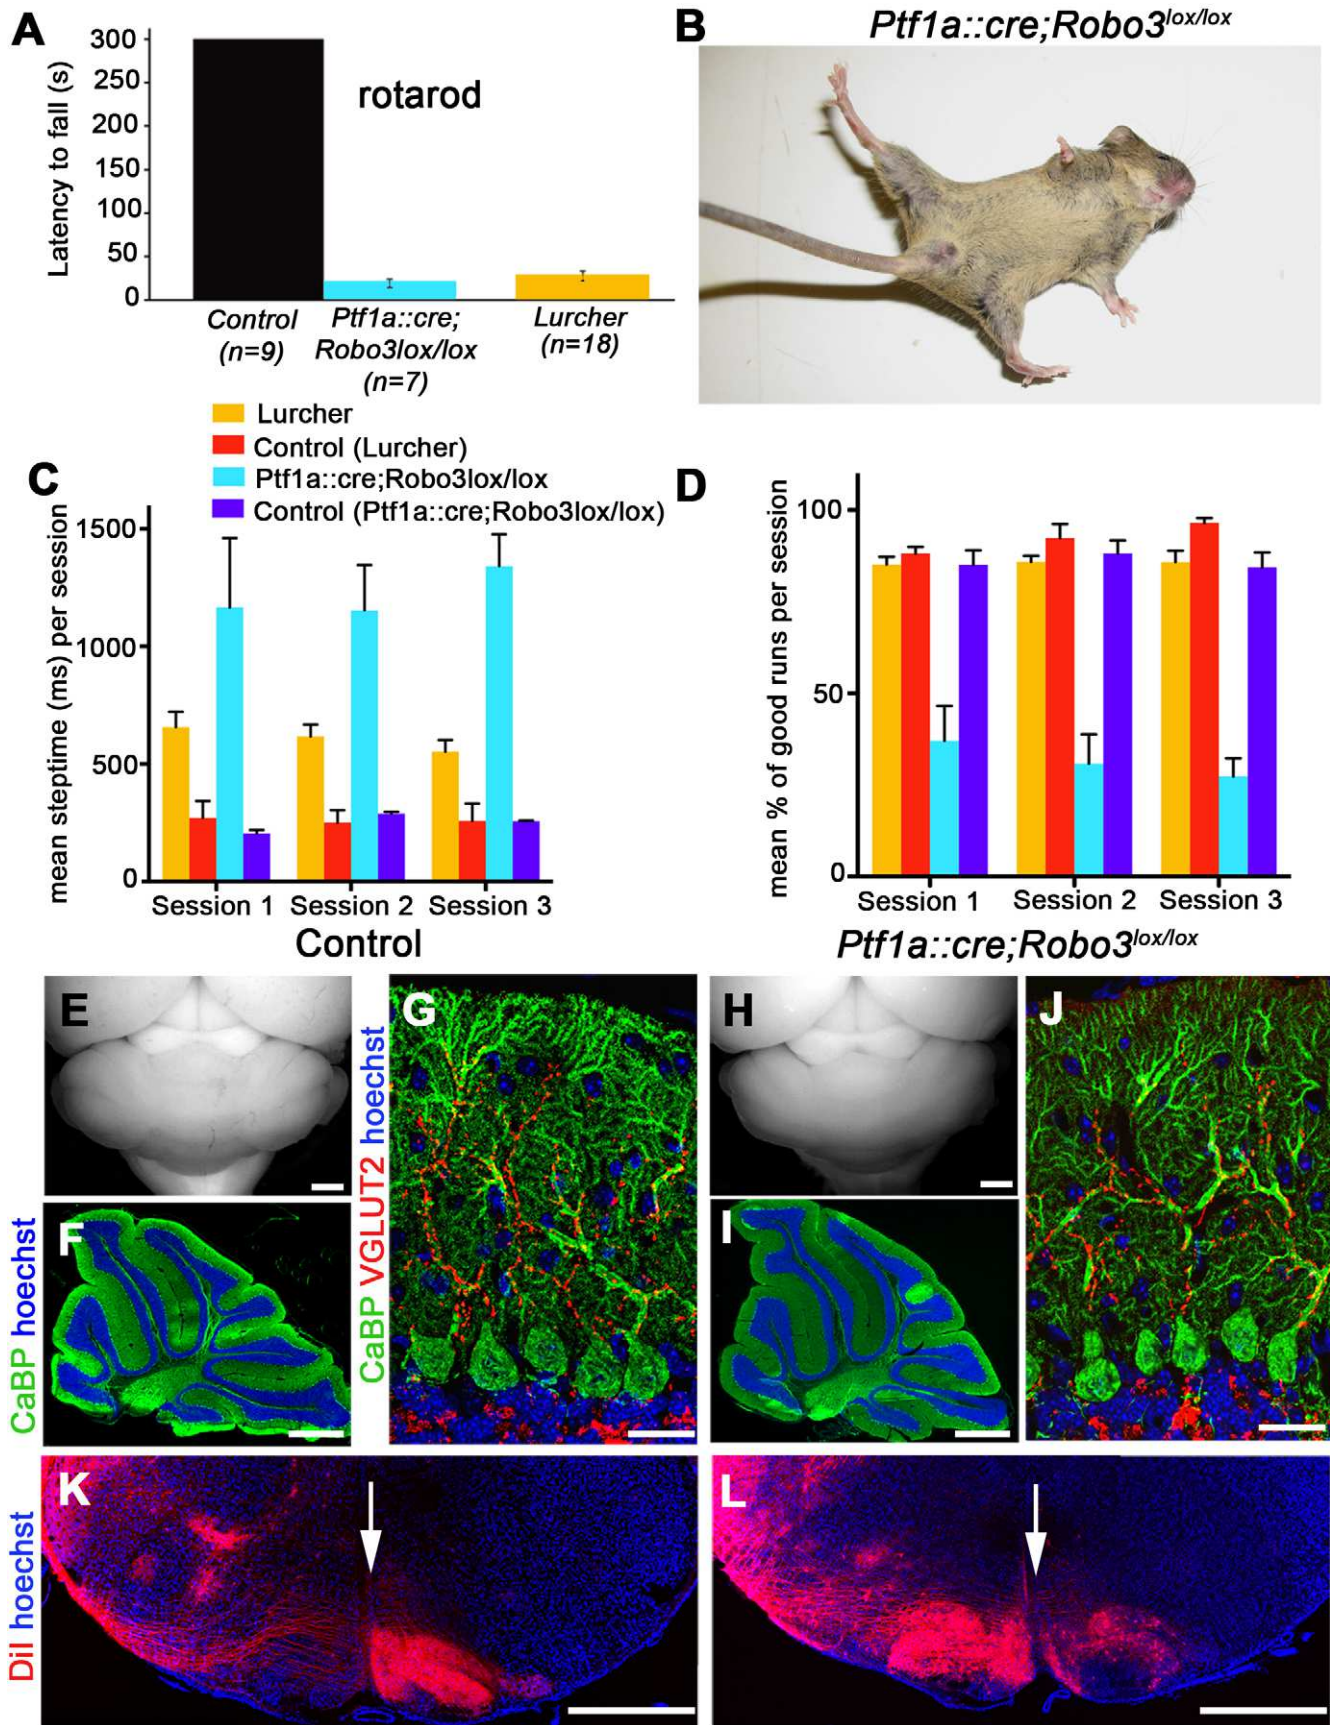 A
Latency to fall (s)
300
250
200
150
100
50
0
rotarod
Control
(n=9)
Ptf1a::cre;
Robo3lox/lox
(n=7)
Lurcher
(n=18)
B
Ptf1a::cre;Robo3lox/lox
Lurcher
Control (Lurcher)
Ptf1a::cre;Robo3lox/lox
Control (Ptf1a::cre;Robo3lox/lox)
C
mean steptime (ms) per session
1500
1000
500
0
Session 1
Session 2
Session 3
D
mean % of good runs per session
100
50
0
Session 1
Session 2
Session 3
Control
Ptf1a::cre;Robo3lox/lox
E
G
H
J
F
I
CaBP hoechst
CaBP VGLUT2 hoechst
K
L
DiI hoechst